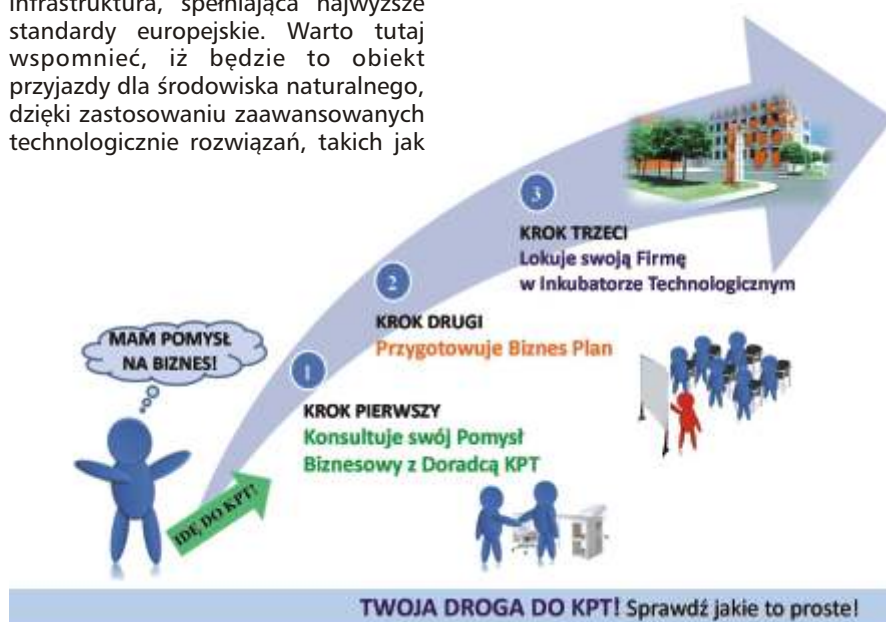 infrastruktura, spełniająca najwyższe
standardy europejskie. Warto tutaj
wspomnieć, iż będzie to obiekt
przyjazdy dla środowiska naturalnego,
dzięki zastosowaniu zaawansowanych
technologicznie rozwiązań, takich jak
3
KROK TRZECI
Lokuje swoją Firmę
w Inkubatorze Technologicznym
2
KROK DRUGI
Przygotowuje Biznes Plan
MAM POMYSŁ
NA BIZNES!
1
KROK PIERWSZY
Konsultuje swój Pomysł
Biznesowy z Doradcą KPT
IDĘ DO KPT!
TWOJA DROGA DO KPT! Sprawdź jakie to proste!